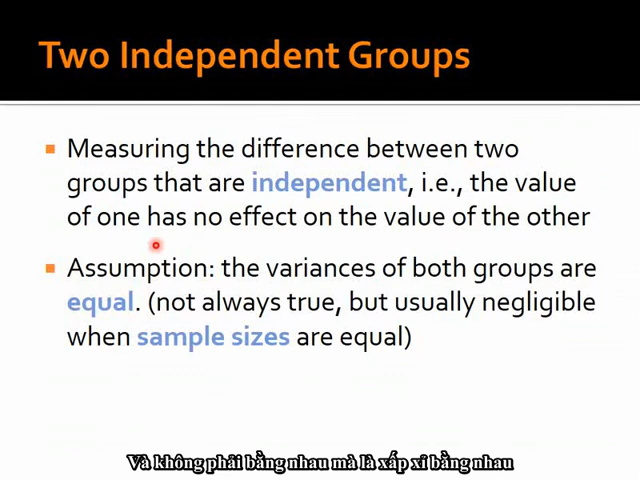 Two Independent Groups
Measuring the difference between two
groups that are independent, i.e., the value
of one has no effect on the value of the other
Assumption: the variances of both groups are
equal. (not always true, but usually negligible
when sample sizes are equal)
Và không phải bằng nhau mà là xấp xỉ bằng nhau